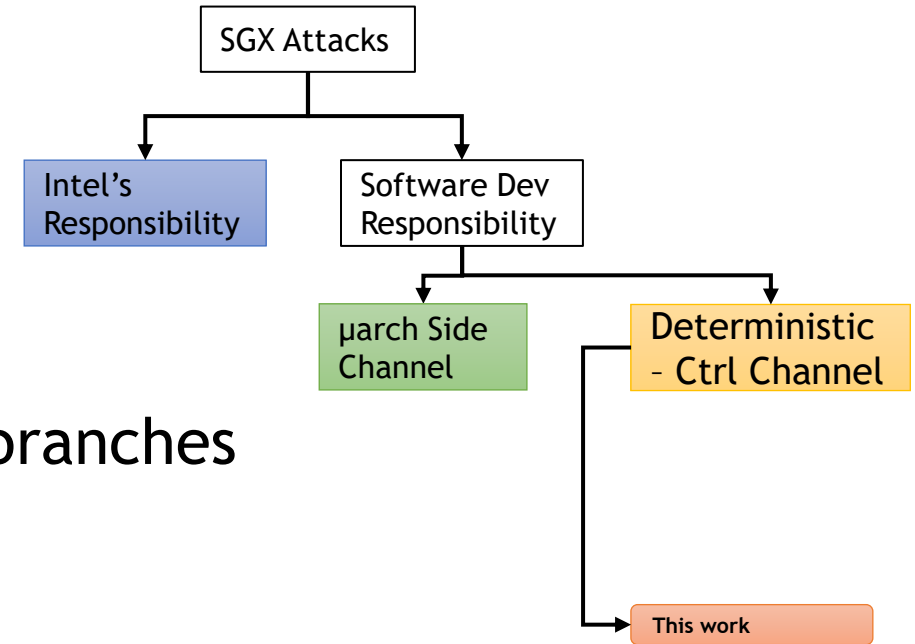 SGX Attacks
Intel’s
Responsibility
Software Dev
Responsibility
µarch Side
Channel
Deterministic
– Ctrl Channel
branches
This work